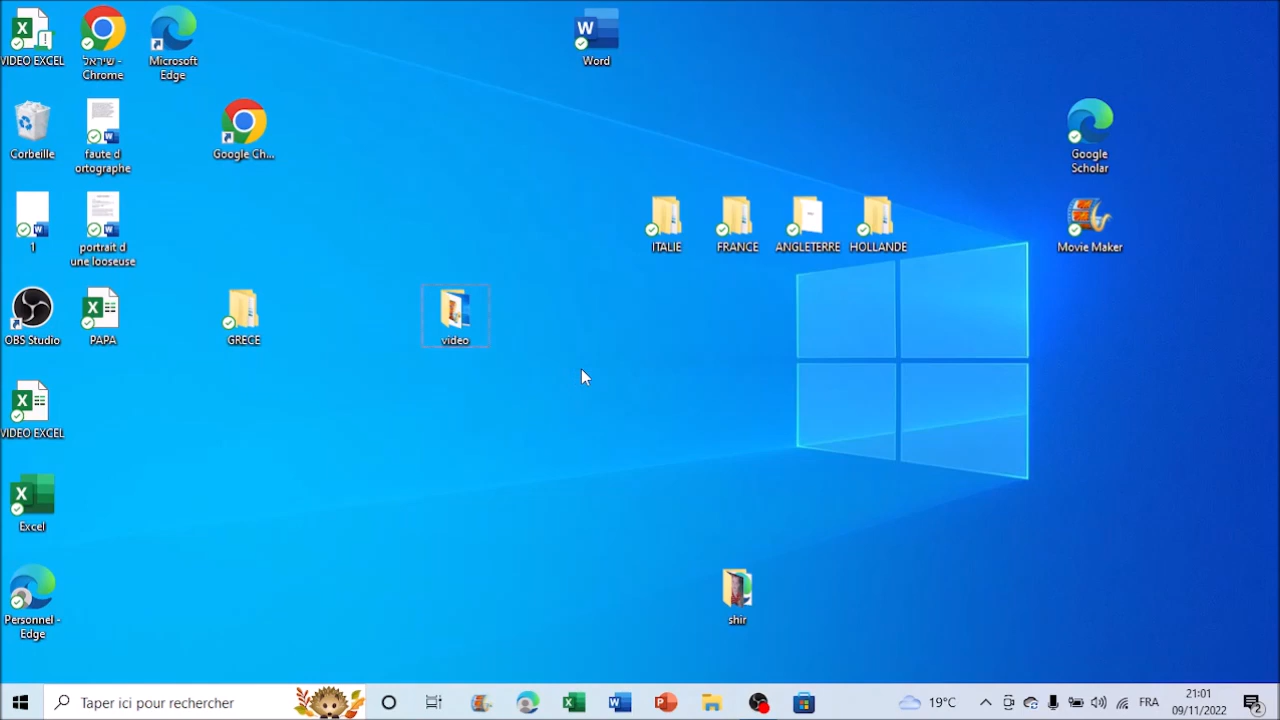 VIDEO EXCEL
שיראל -
Chrome
Microsoft
Edge
Word
Corbeille
faute d
ortographe
Google Ch...
Google
Scholar
1
portrait d
une looseuse
ITALIE
FRANCE
ANGLETERRE
HOLLANDE
Movie Maker
OBS Studio
PAPA
GRECE
video
VIDEO EXCEL
Excel
Personnel -
Edge
shir
Taper ici pour rechercher
19°C
FRA
21:01
09/11/2022
2